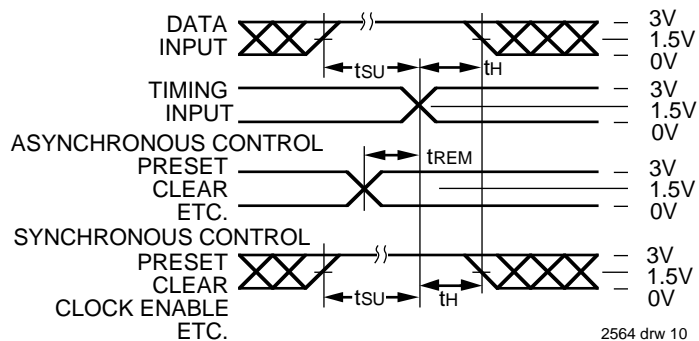 DATA
INPUT
3V
1.5V
0V
tSU
tH
TIMING
INPUT
3V
1.5V
0V
ASYNCHRONOUS CONTROL
tREM
PRESET
CLEAR
ETC.
3V
1.5V
0V
SYNCHRONOUS CONTROL
PRESET
CLEAR
CLOCK ENABLE
ETC.
3V
1.5V
0V
tSU
tH
2564 drw 10